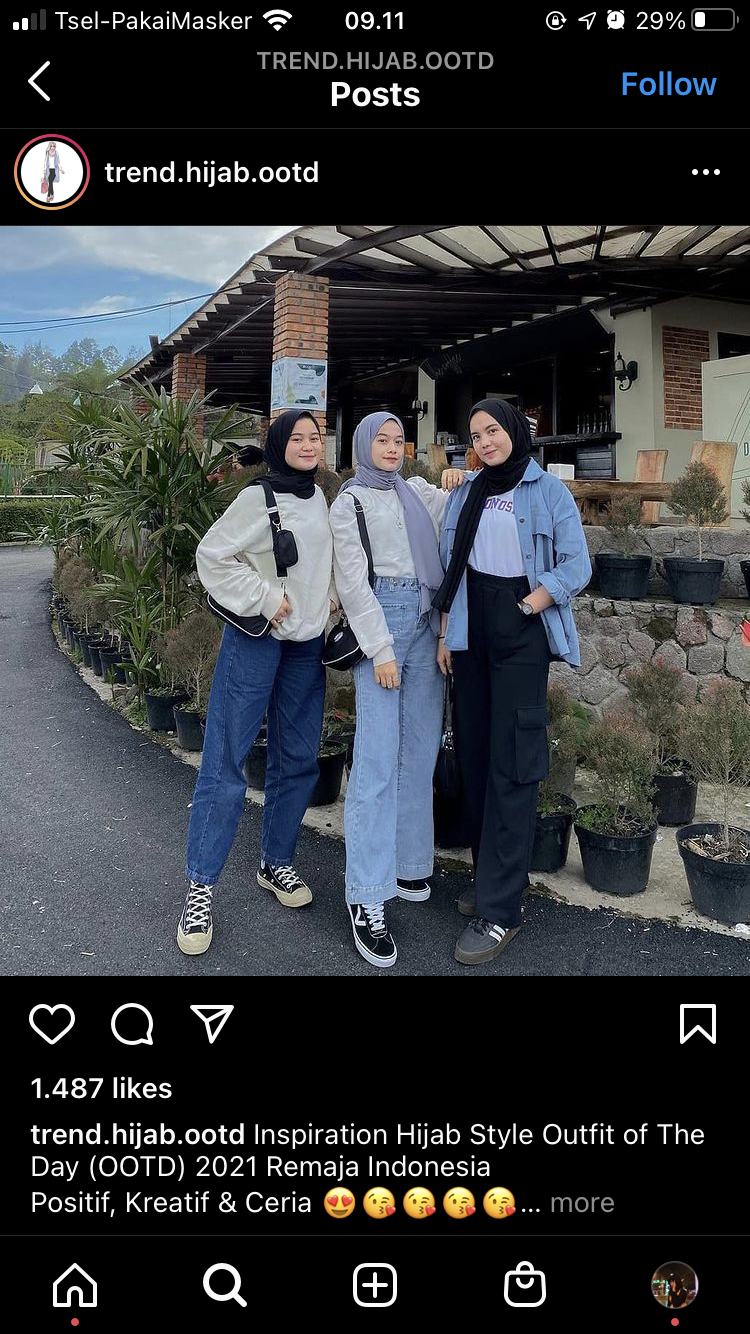 Tsel-PakaiMasker 09.11 29%
TREND.HIJAB.OOTD
Posts
Follow
trend.hijab.ootd
1.487 likes
trend.hijab.ootd Inspiration Hijab Style Outfit of The
Day (OOTD) 2021 Remaja Indonesia
Positif, Kreatif & Ceria 😍😘😘😘😘... more